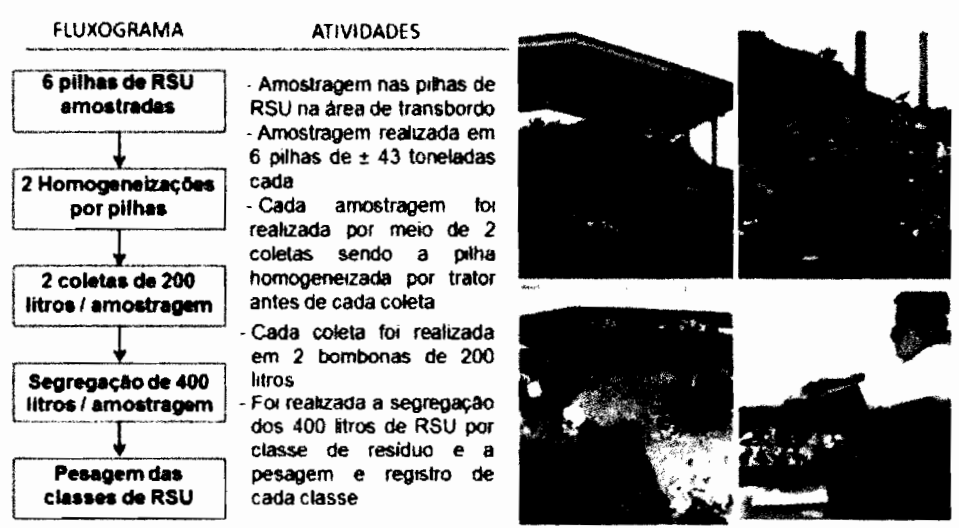 FLUXOGRAMA
6 pilhas de RSU
amostradas
2 Homogeneizações
por pilhas
2 coletas de 200
litros / amostragem
Segregação de 400
litros / amostragem
Pesagem das
classes de RSU
ATIVIDADES
- Amostragem nas pilhas de
RSU na área de transbordo
- Amostragem realizada em
6 pilhas de ± 43 toneladas
cada
- Cada amostragem foi
realizada por meio de 2
coletas sendo a pilha
homogeneizada por trator
antes de cada coleta
- Cada coleta foi realizada
em 2 bombonas de 200
litros
- Foi realizada a segregação
dos 400 litros de RSU por
classe de resíduo e a
pesagem e registro de
cada classe